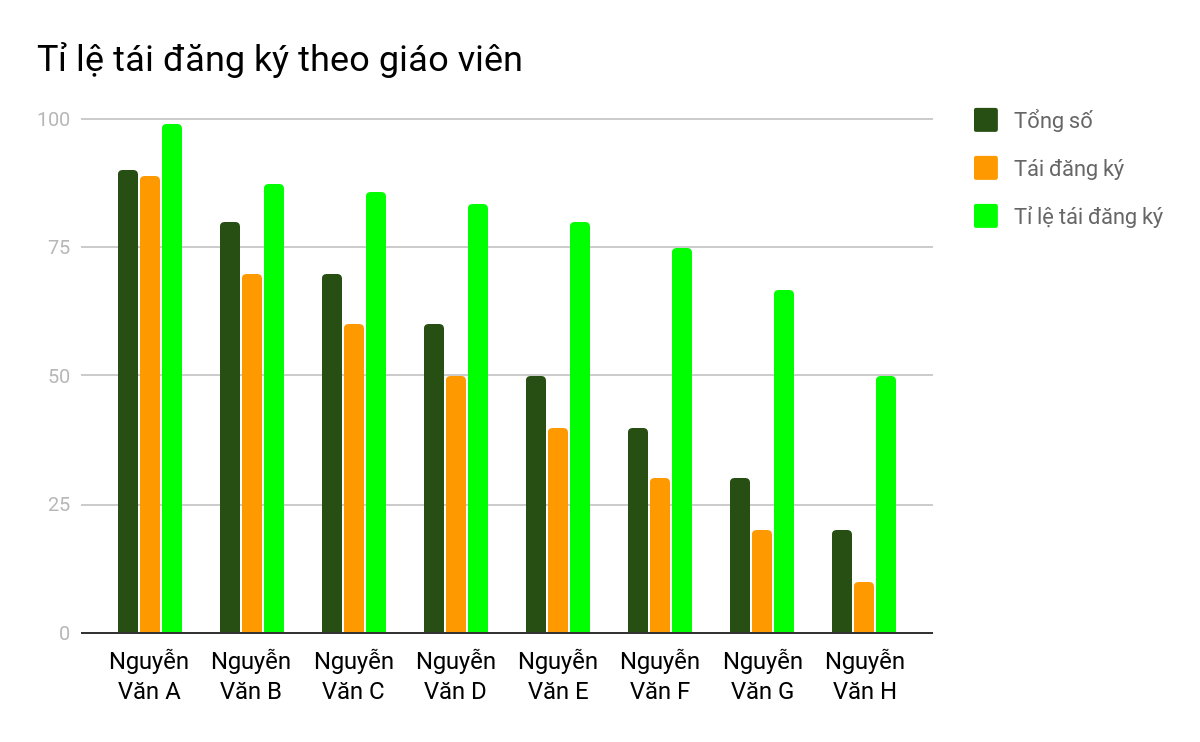 Tỉ lệ tái đăng ký theo giáo viên
100
75
50
25
0
Nguyễn Văn A
Nguyễn Văn B
Nguyễn Văn C
Nguyễn Văn D
Nguyễn Văn E
Nguyễn Văn F
Nguyễn Văn G
Nguyễn Văn H
Tổng số
Tái đăng ký
Tỉ lệ tái đăng ký